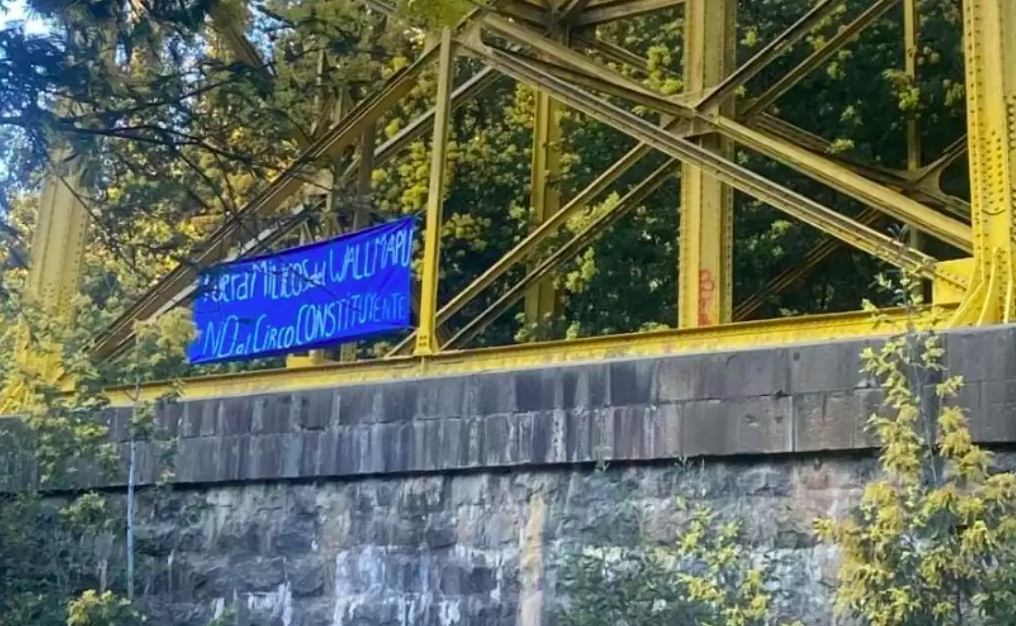 Fuera MILICOS del WALLMAPU
NO al CIRCO CONSTITUYENTE